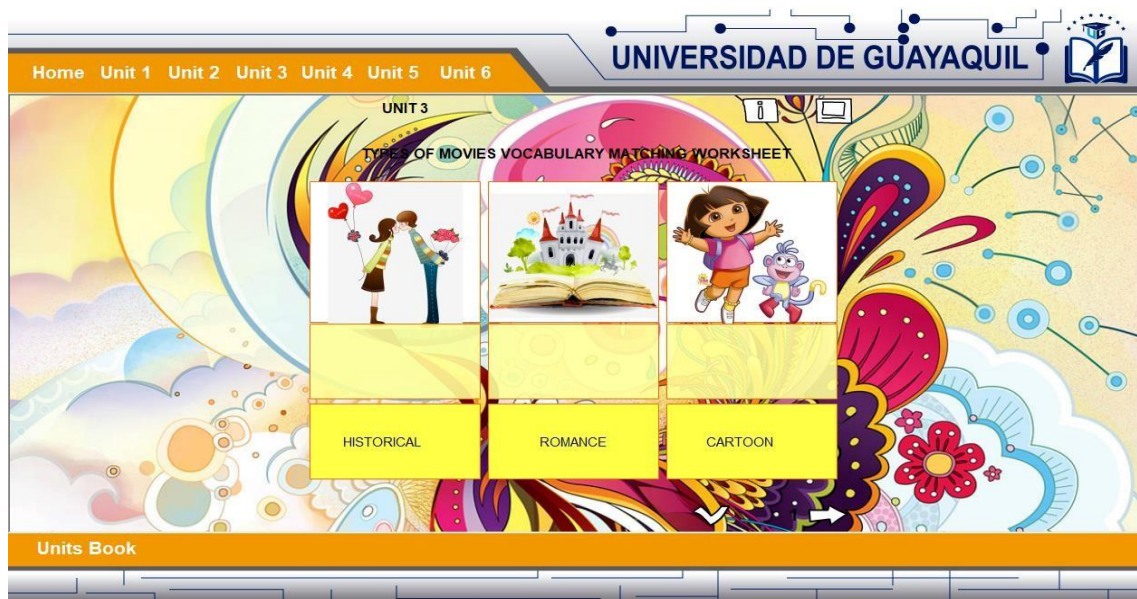 UNIVERSIDAD DE GUAYAQUIL
Home Unit 1 Unit 2 Unit 3 Unit 4 Unit 5 Unit 6
UNIT 3
TYPES OF MOVIES VOCABULARY MATCHING WORKSHEET
HISTORICAL ROMANCE CARTOON
Units Book